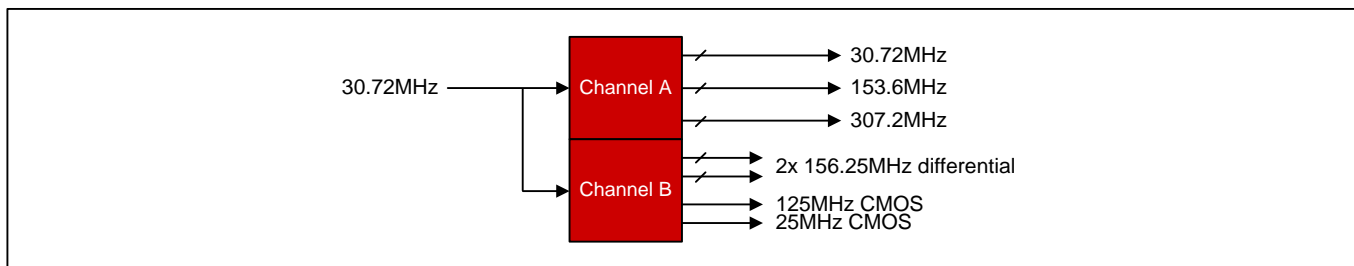 30.72MHz
Channel A
30.72MHz
153.6MHz
307.2MHz
Channel B
2x 156.25MHz differential
125MHz CMOS
25MHz CMOS